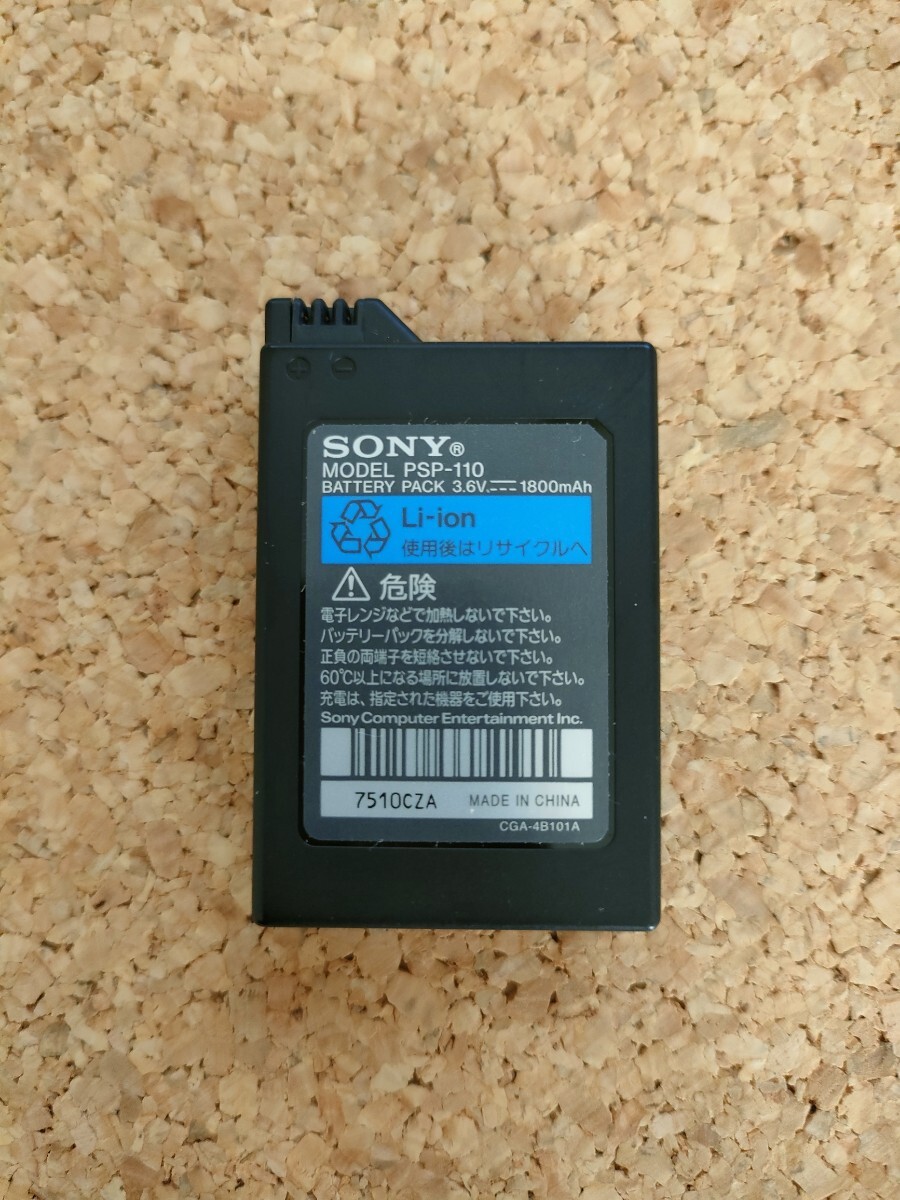 SONY®
MODEL PSP-110
BATTERY PACK 3.6V⎓1800mAh
Li-ion
使用後はリサイクルへ
⚠危険
電子レンジなどで加熱しないで下さい。
バッテリーパックを分解しないで下さい。
正負の両端子を短絡させないで下さい。
60℃以上になる場所に放置しないで下さい。
充電は、指定された機器をご使用下さい。
Sony Computer Entertainment Inc.
7510CZA MADE IN CHINA
CGA-4B101A